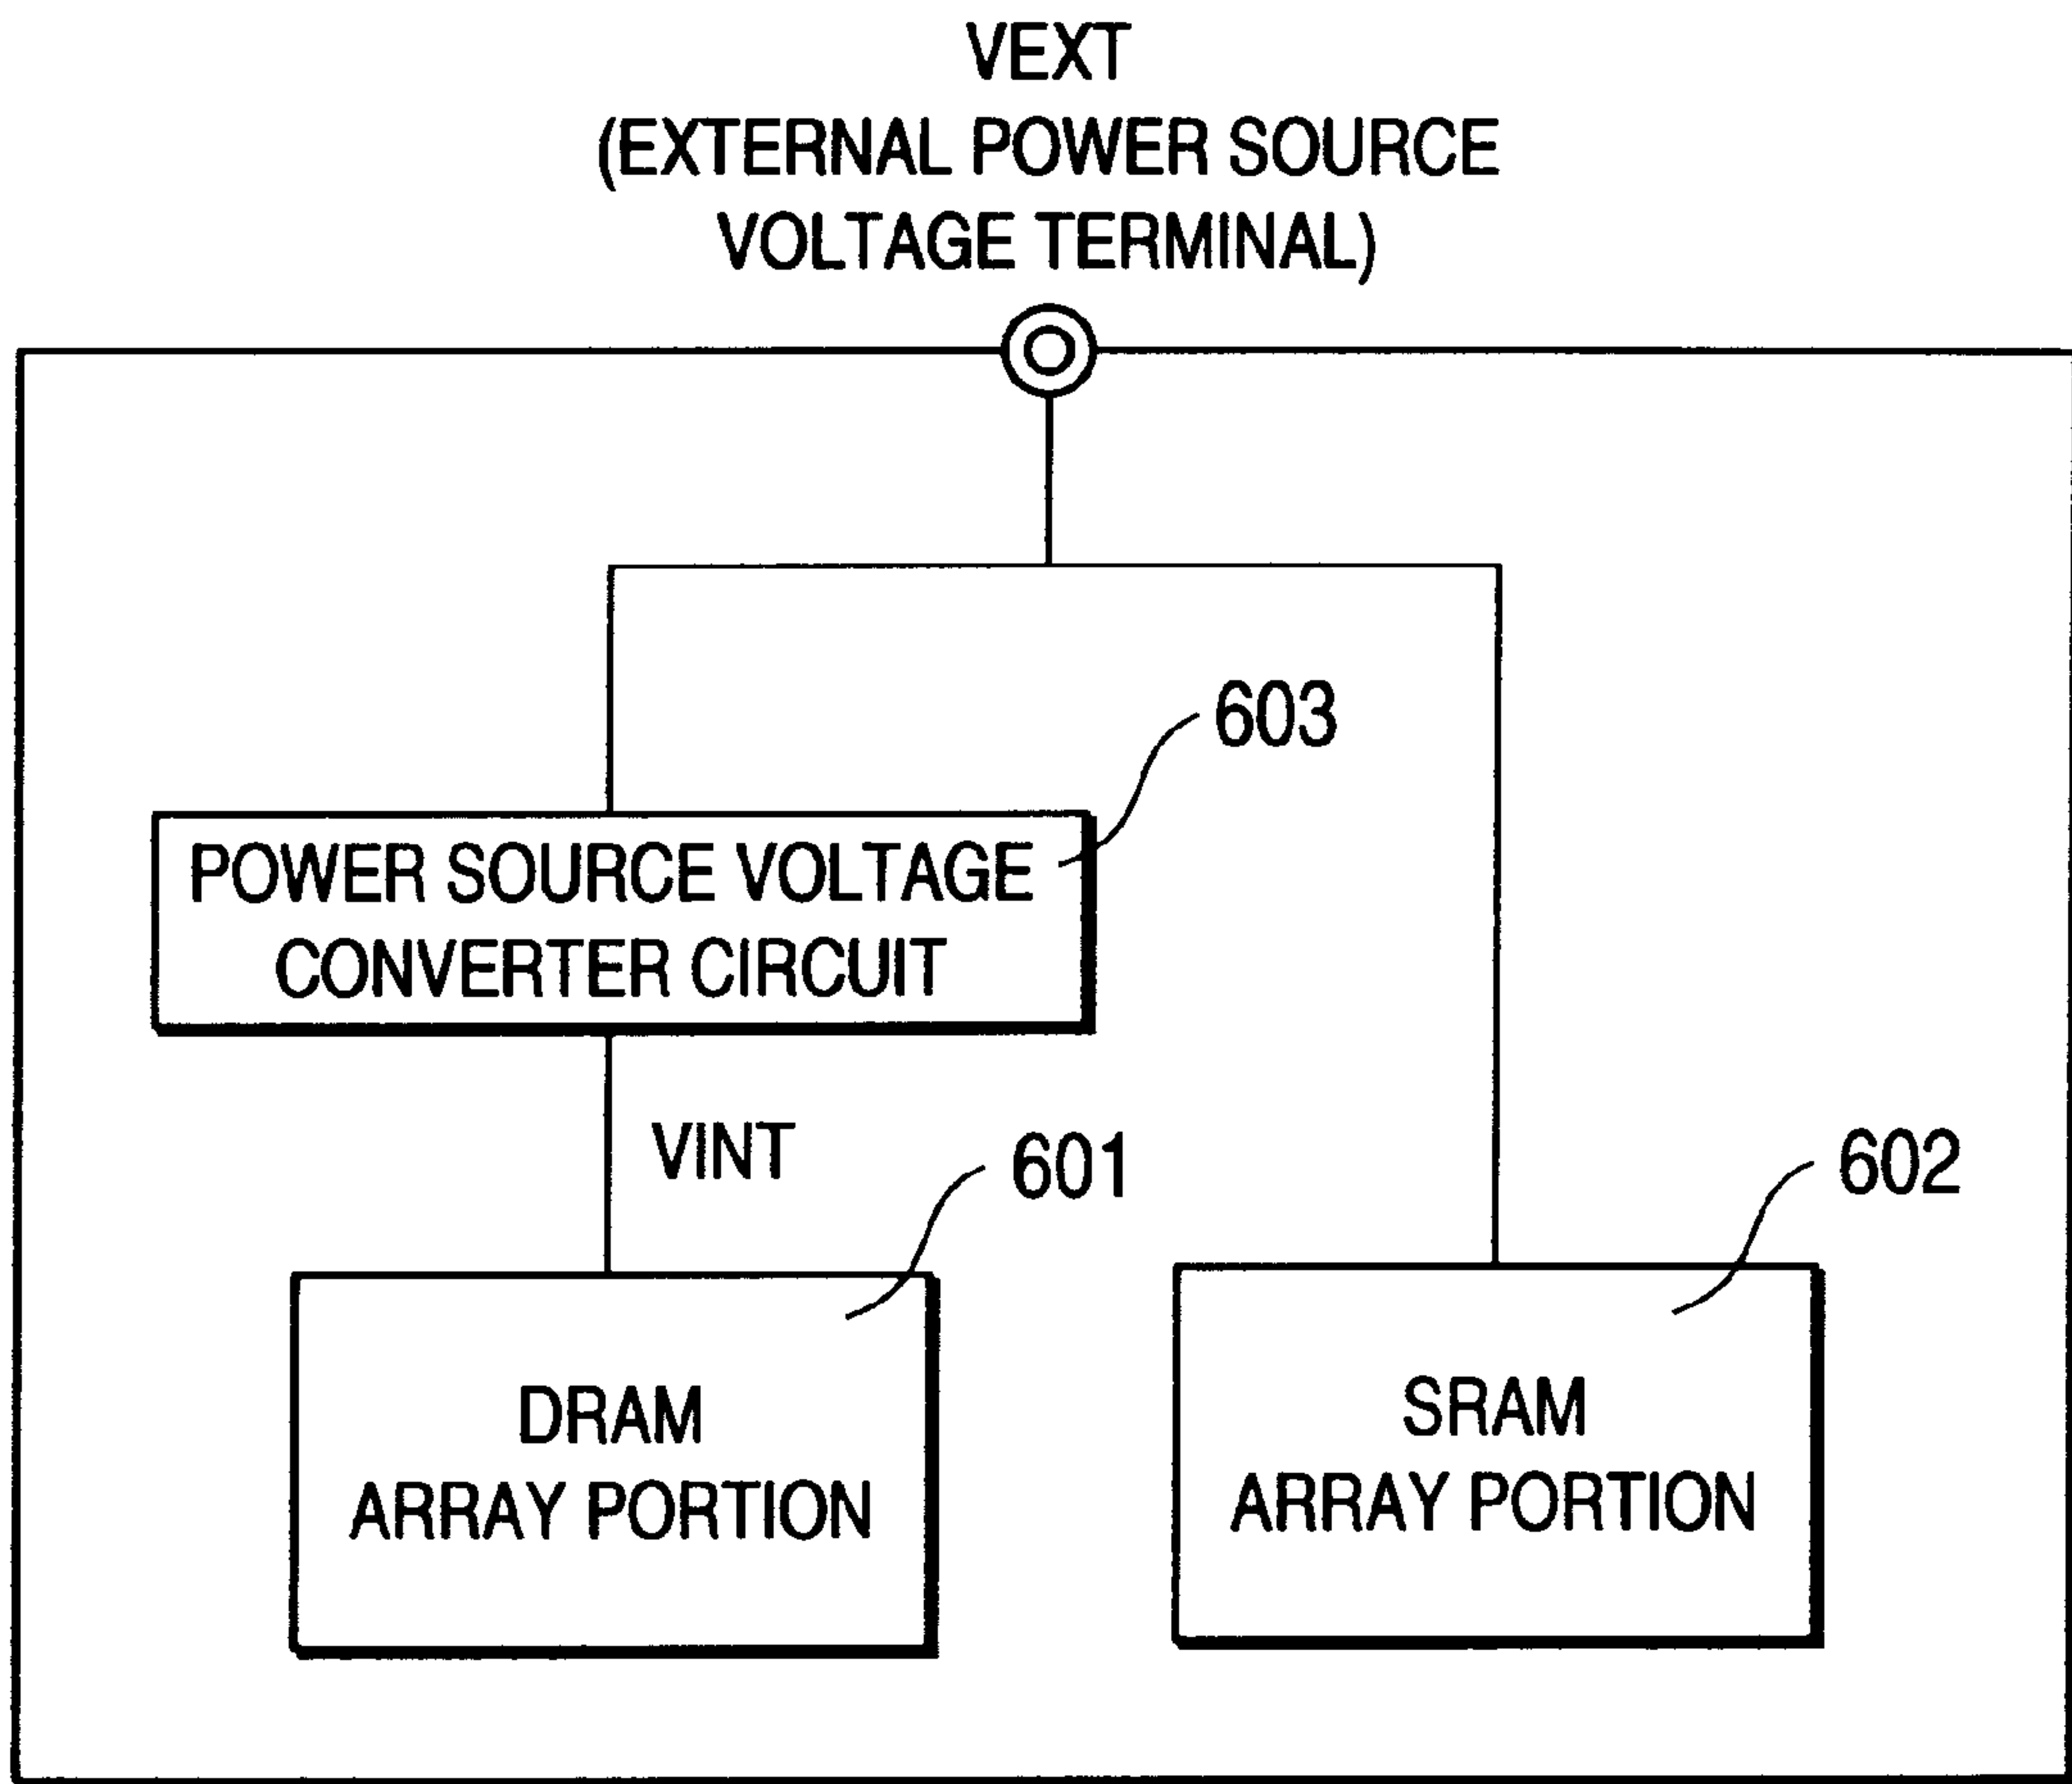 VEXT
(EXTERNAL POWER SOURCE
VOLTAGE TERMINAL)
603
POWER SOURCE VOLTAGE
CONVERTER CIRCUIT
VINT
601
602
DRAM
ARRAY PORTION
SRAM
ARRAY PORTION